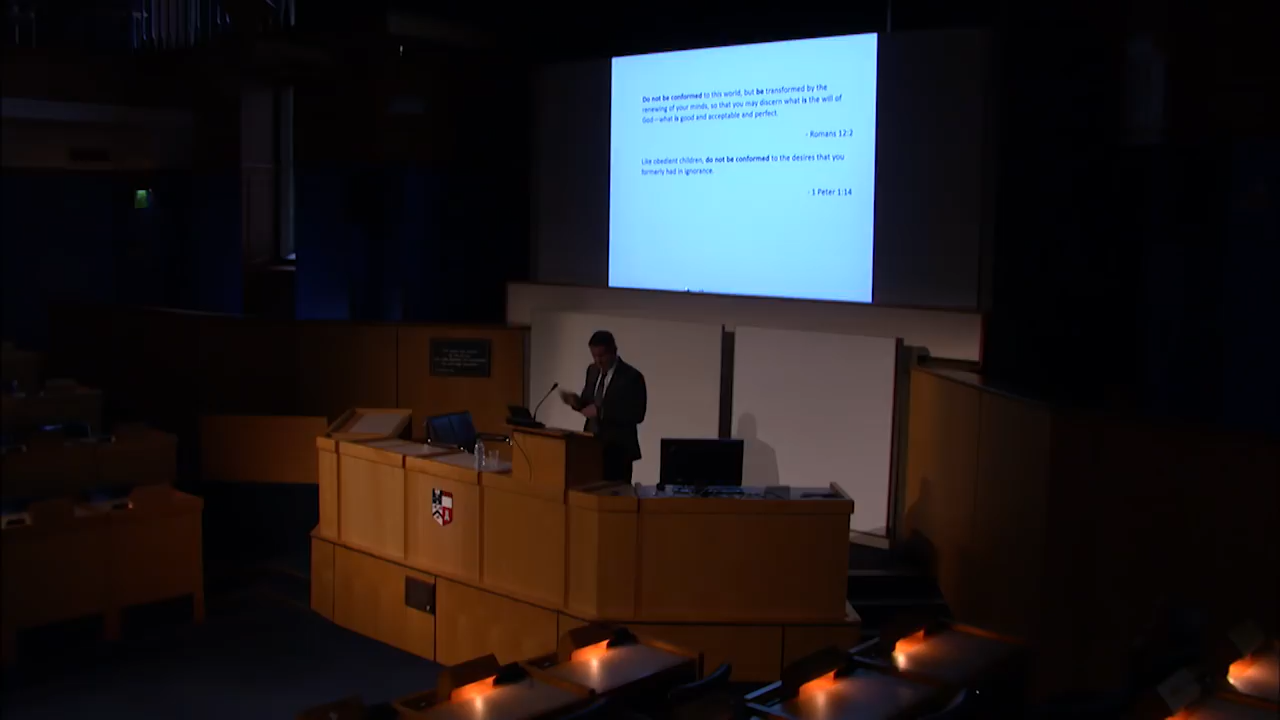 Do not be conformed to this world, but be transformed by the
renewing of your minds, so that you may discern what is the will of
God – what is good and acceptable and perfect.
- Romans 12:2
Like obedient children, do not be conformed to the desires that you
formerly had in ignorance.
- 1 Peter 1:14